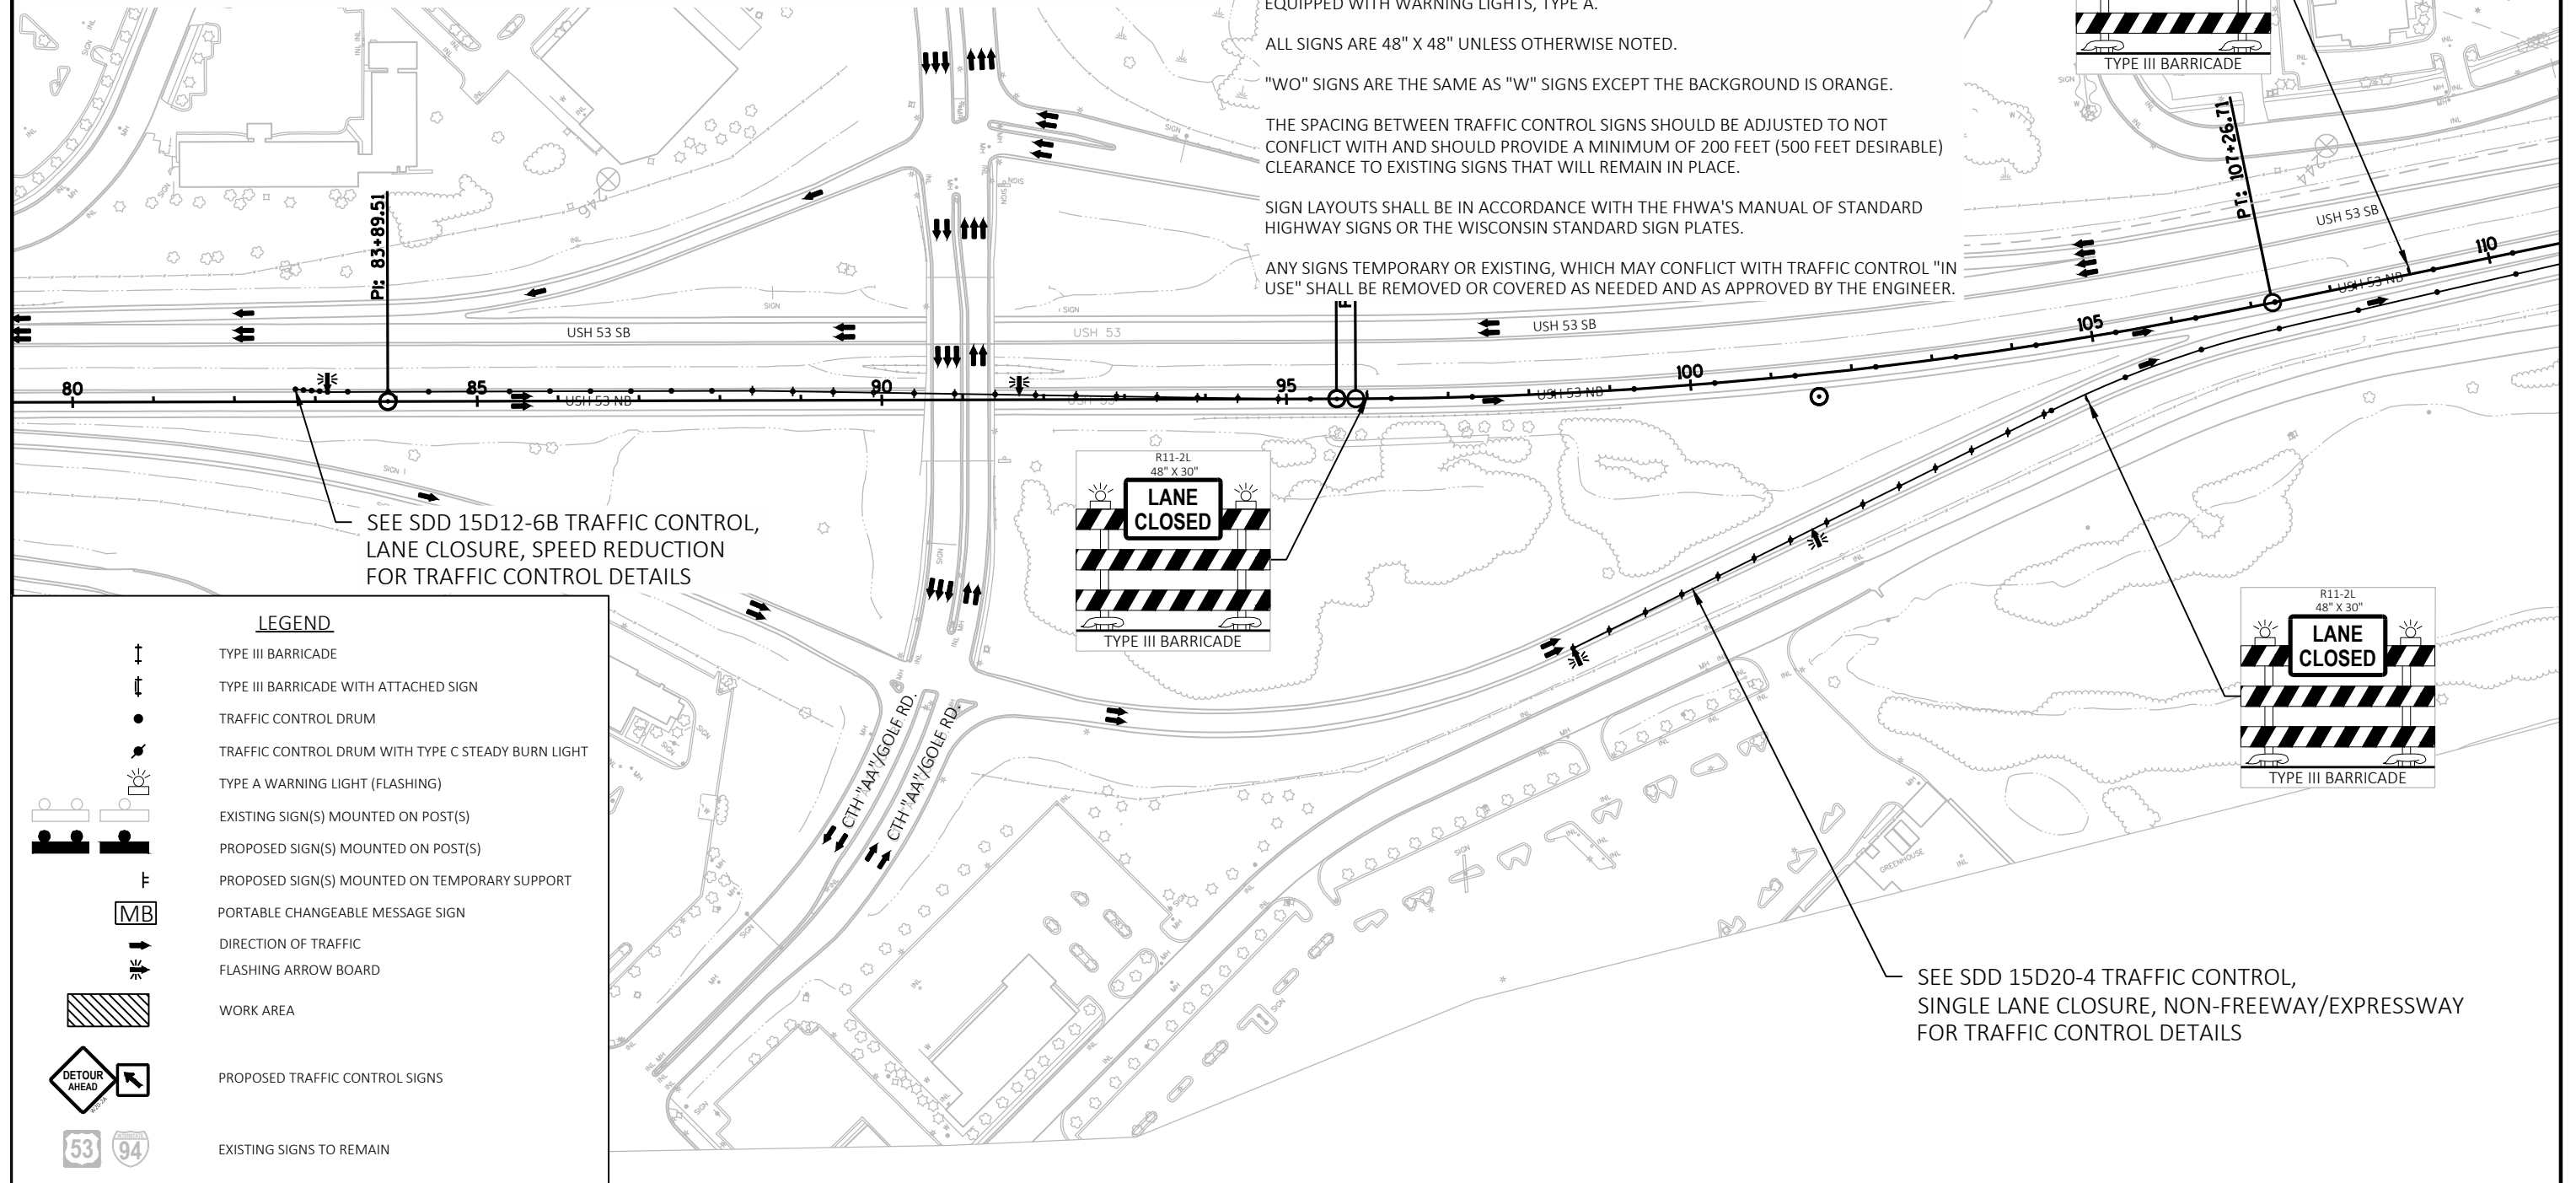 EQUIPPED WITH WARNING LIGHTS, TYPE A.
ALL SIGNS ARE 48" X 48" UNLESS OTHERWISE NOTED.
"WO" SIGNS ARE THE SAME AS "W" SIGNS EXCEPT THE BACKGROUND IS ORANGE.
THE SPACING BETWEEN TRAFFIC CONTROL SIGNS SHOULD BE ADJUSTED TO NOT
CONFLICT WITH AND SHOULD PROVIDE A MINIMUM OF 200 FEET (500 FEET DESIRABLE)
CLEARANCE TO EXISTING SIGNS THAT WILL REMAIN IN PLACE.
SIGN LAYOUTS SHALL BE IN ACCORDANCE WITH THE FHWA'S MANUAL OF STANDARD
HIGHWAY SIGNS OR THE WISCONSIN STANDARD SIGN PLATES.
ANY SIGNS TEMPORARY OR EXISTING, WHICH MAY CONFLICT WITH TRAFFIC CONTROL "IN
USE" SHALL BE REMOVED OR COVERED AS NEEDED AND AS APPROVED BY THE ENGINEER.
TYPE III BARRICADE
PI: 83+89.51
PT: 107+26.71
USH 53 SB
USH 53
USH 53 SB
USH 53 SB
80
85
90
95
100
105
110
USH 53 NB
USH 53
USH 53 NB
USH 53 NB
SEE SDD 15D12-6B TRAFFIC CONTROL,
LANE CLOSURE, SPEED REDUCTION
FOR TRAFFIC CONTROL DETAILS
R11-2L
48" X 30"
LANE
CLOSED
TYPE III BARRICADE
R11-2L
48" X 30"
LANE
CLOSED
TYPE III BARRICADE
CTH "AA"/GOLF RD.
CTH "AA"/GOLF RD.
GREENHOUSE
SEE SDD 15D20-4 TRAFFIC CONTROL,
SINGLE LANE CLOSURE, NON-FREEWAY/EXPRESSWAY
FOR TRAFFIC CONTROL DETAILS
LEGEND
TYPE III BARRICADE
TYPE III BARRICADE WITH ATTACHED SIGN
TRAFFIC CONTROL DRUM
TRAFFIC CONTROL DRUM WITH TYPE C STEADY BURN LIGHT
TYPE A WARNING LIGHT (FLASHING)
EXISTING SIGN(S) MOUNTED ON POST(S)
PROPOSED SIGN(S) MOUNTED ON POST(S)
PROPOSED SIGN(S) MOUNTED ON TEMPORARY SUPPORT
MB PORTABLE CHANGEABLE MESSAGE SIGN
DIRECTION OF TRAFFIC
FLASHING ARROW BOARD
WORK AREA
DETOUR
AHEAD
PROPOSED TRAFFIC CONTROL SIGNS
53 94 EXISTING SIGNS TO REMAIN